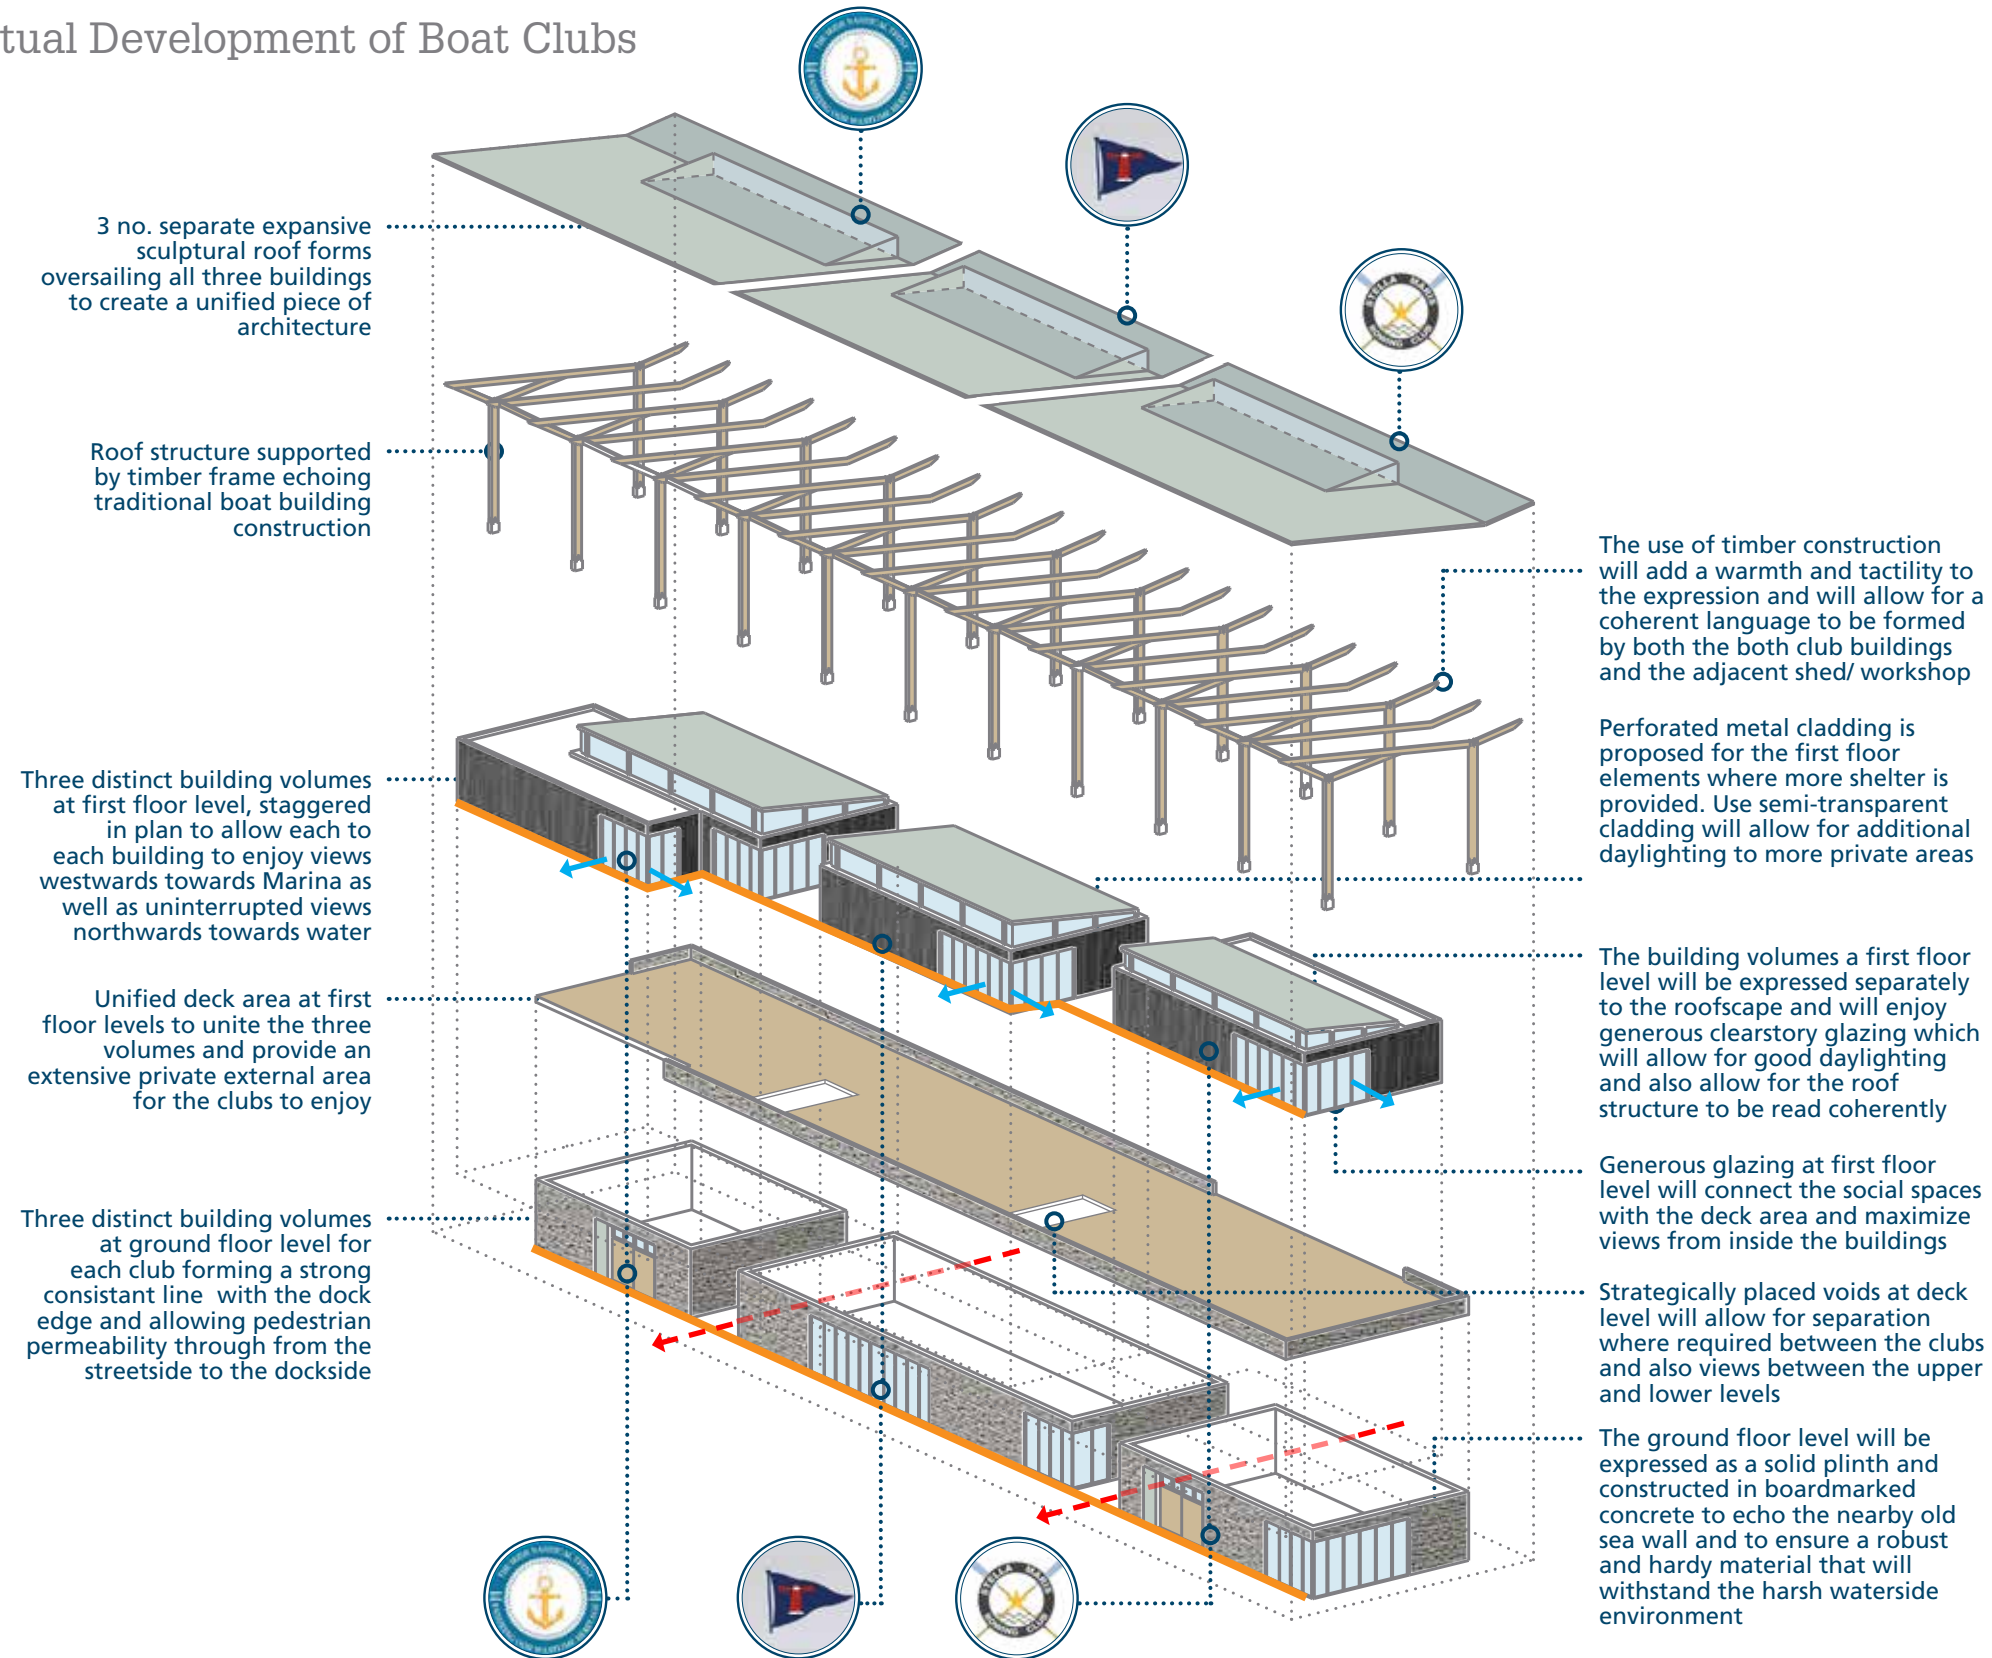 tual Development of Boat Clubs
3 no. separate expansive
sculptural roof forms
oversailing all three buildings
to create a unified piece of
architecture
Roof structure supported
by timber frame echoing
traditional boat building
construction
Three distinct building volumes
at first floor level, staggered
in plan to allow each to
each building to enjoy views
westwards towards Marina as
well as uninterrupted views
northwards towards water
Unified deck area at first
floor levels to unite the three
volumes and provide an
extensive private external area
for the clubs to enjoy
Three distinct building volumes
at ground floor level for
each club forming a strong
consistant line with the dock
edge and allowing pedestrian
permeability through from the
streetside to the dockside
STELLA MARIS
ROWING CLUB
The use of timber construction
will add a warmth and tactility to
the expression and will allow for a
coherent language to be formed
by both the both club buildings
and the adjacent shed/ workshop
Perforated metal cladding is
proposed for the first floor
elements where more shelter is
provided. Use semi-transparent
cladding will allow for additional
daylighting to more private areas
The building volumes a first floor
level will be expressed separately
to the roofscape and will enjoy
generous clearstory glazing which
will allow for good daylighting
and also allow for the roof
structure to be read coherently
Generous glazing at first floor
level will connect the social spaces
with the deck area and maximize
views from inside the buildings
Strategically placed voids at deck
level will allow for separation
where required between the clubs
and also views between the upper
and lower levels
The ground floor level will be
expressed as a solid plinth and
constructed in boardmarked
concrete to echo the nearby old
sea wall and to ensure a robust
and hardy material that will
withstand the harsh waterside
environment
STELLA MARIS
ROWING CLUB